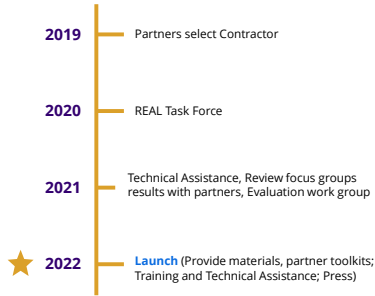 2019 Partners select Contractor
2020 REAL Task Force
2021 Technical Assistance, Review focus groups
results with partners, Evaluation work group
2022 Launch (Provide materials, partner toolkits;
Training and Technical Assistance; Press)